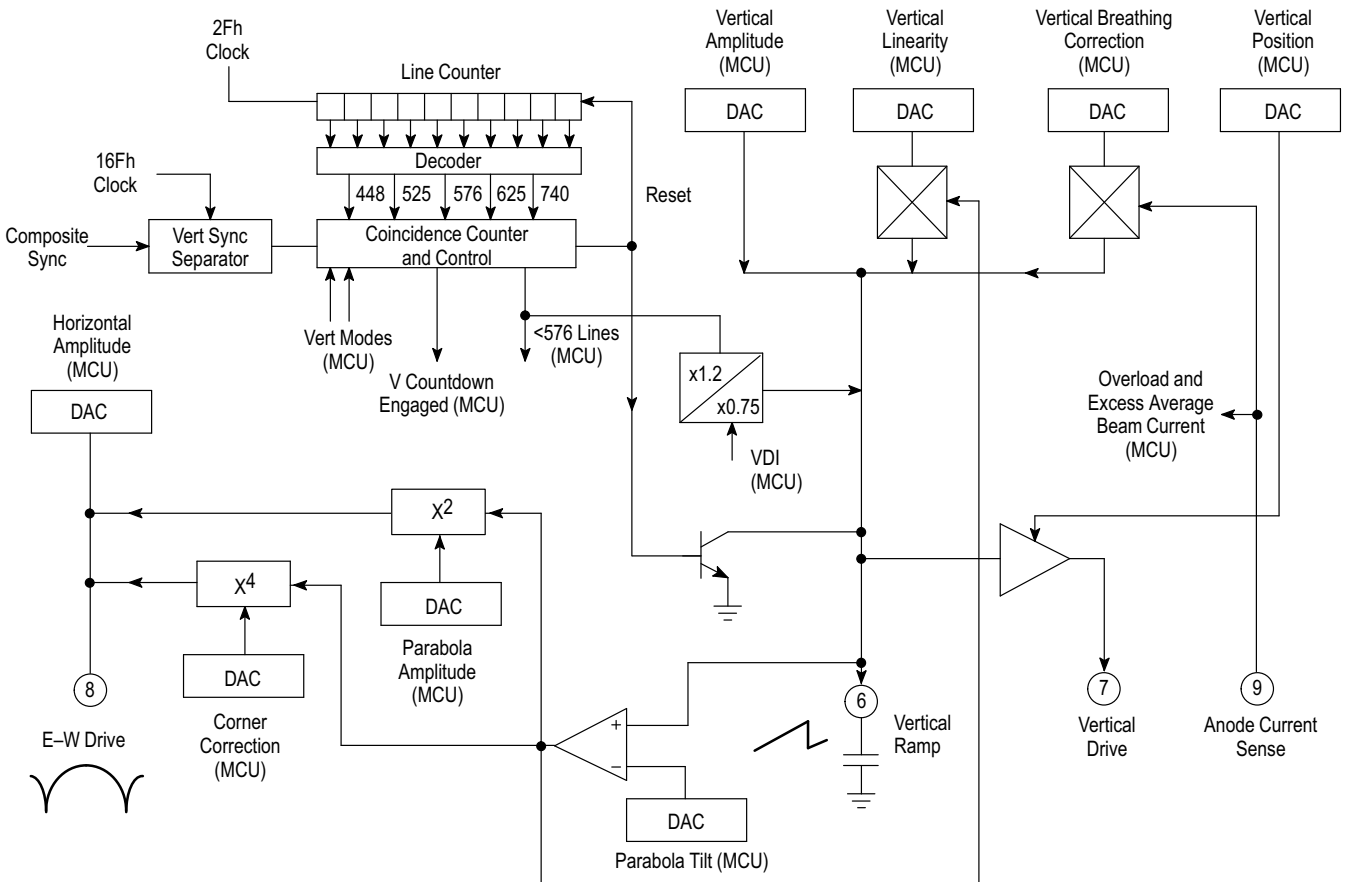 2Fh
Clock
Line Counter
Vertical
Amplitude
(MCU)
Vertical
Linearity
(MCU)
Vertical Breathing
Correction
(MCU)
Vertical
Position
(MCU)
DAC
DAC
DAC
DAC
Decoder
16Fh
Clock
448
525
576
625
740
Reset
Composite
Sync
Vert Sync
Separator
Coincidence Counter
and Control
Vert Modes
(MCU)
V Countdown
Engaged (MCU)
<576 Lines
(MCU)
Horizontal
Amplitude
(MCU)
DAC
x1.2
x0.75
VDI
(MCU)
Overload and
Excess Average
Beam Current
(MCU)
X2
DAC
Parabola
Amplitude
(MCU)
X4
DAC
Corner
Correction
(MCU)
8
E–W Drive
+
–
DAC
Parabola Tilt (MCU)
6
Vertical
Ramp
7
Vertical
Drive
9
Anode Current
Sense